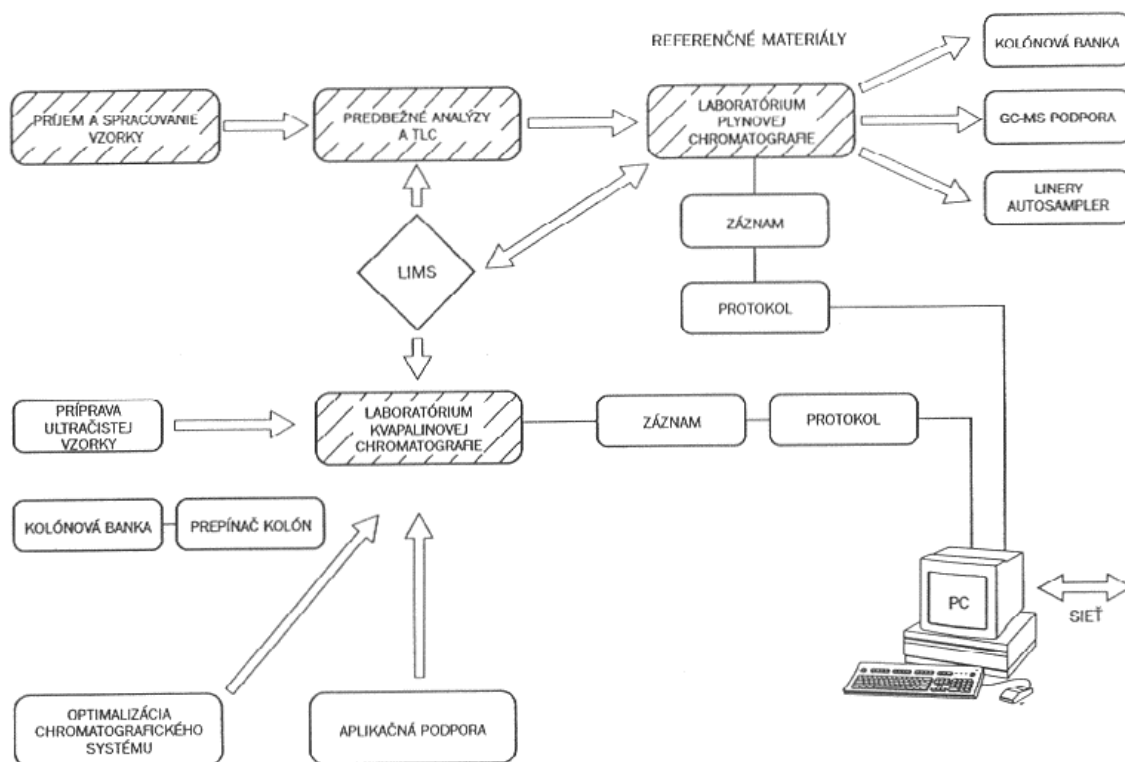 REFERENČNÉ MATERIÁLY
KOLÓNOVÁ BANKA
PRÍJEM A SPRACOVANIE
VZORKY
PREDBEŽNÉ ANALÝZY
A TLC
LABORATÓRIUM
PLYNOVEJ
CHROMATOGRAFIE
GC-MS PODPORA
LINERY
AUTOSAMPLER
ZÁZNAM
LIMS
PROTOKOL
PRÍPRAVA
ULTRAČISTEJ
VZORKY
LABORATÓRIUM
KVAPALINOVEJ
CHROMATOGRAFIE
ZÁZNAM
PROTOKOL
KOLÓNOVÁ BANKA
PREPÍNAČ KOLÓN
PC
SIEŤ
OPTIMALIZÁCIA
CHROMATOGRAFICKÉHO
SYSTÉMU
APLIKAČNÁ PODPORA